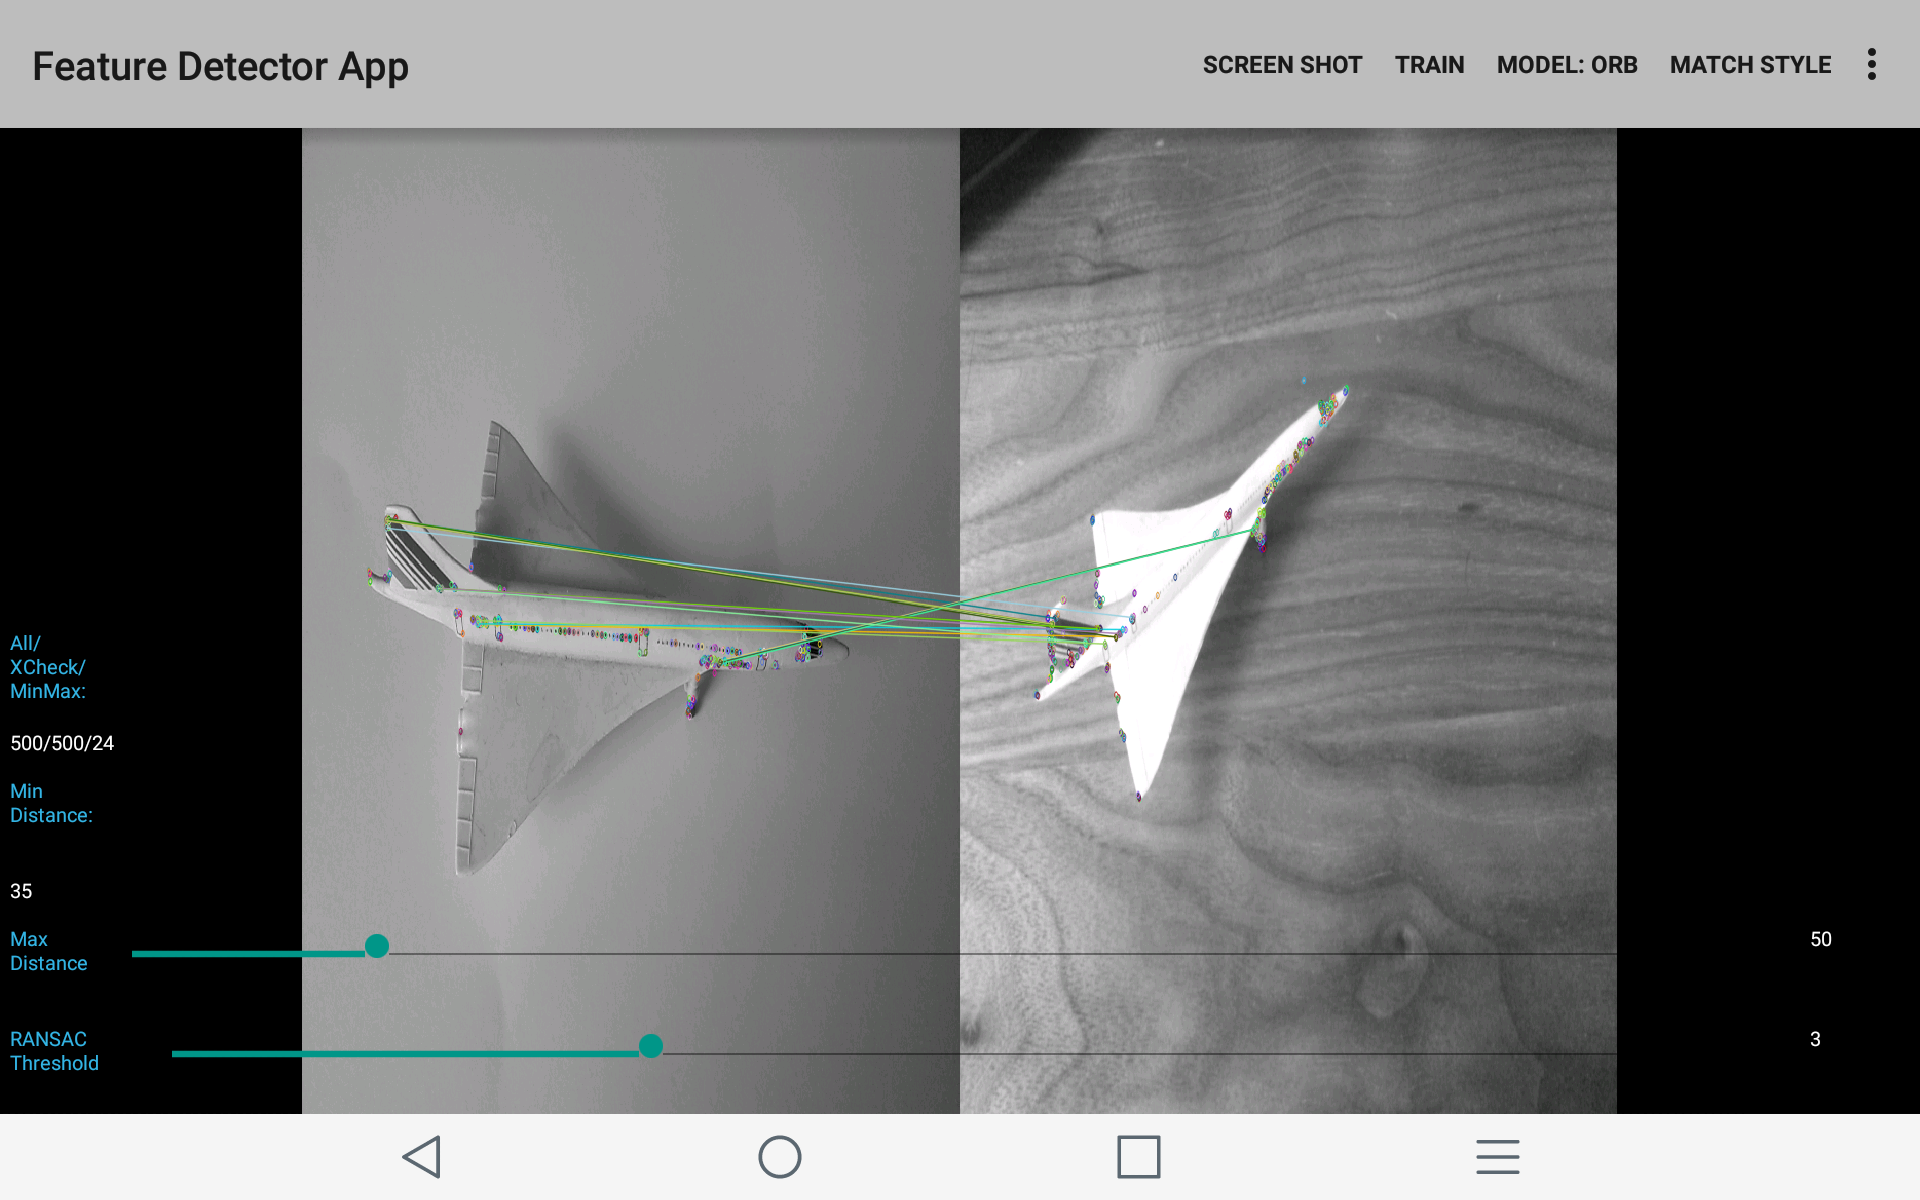 Feature Detector App
SCREEN SHOT TRAIN MODEL: ORB MATCH STYLE
All/
XCheck/
MinMax:
500/500/24
Min
Distance:
35
Max
Distance
50
RANSAC
Threshold
3